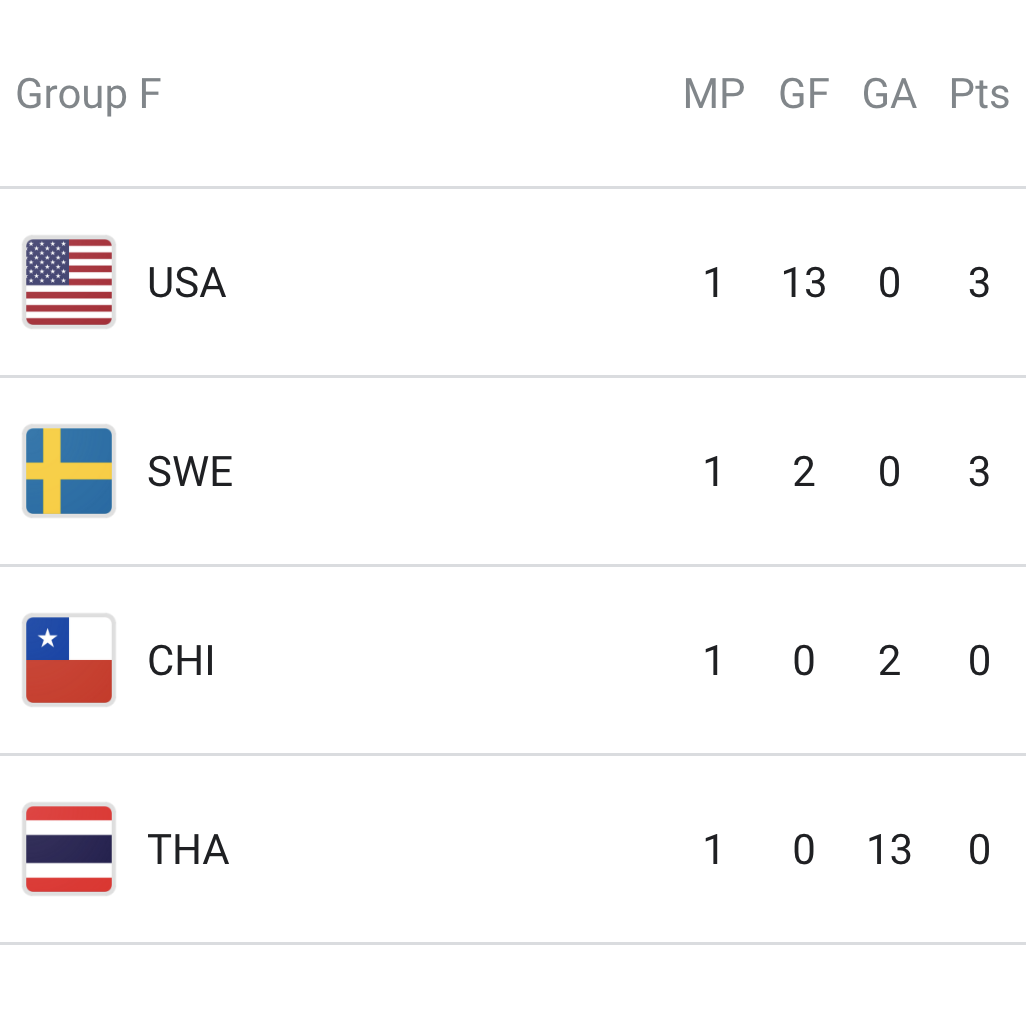 Group F MP GF GA Pts
USA 1 13 0 3
SWE 1 2 0 3
CHI 1 0 2 0
THA 1 0 13 0